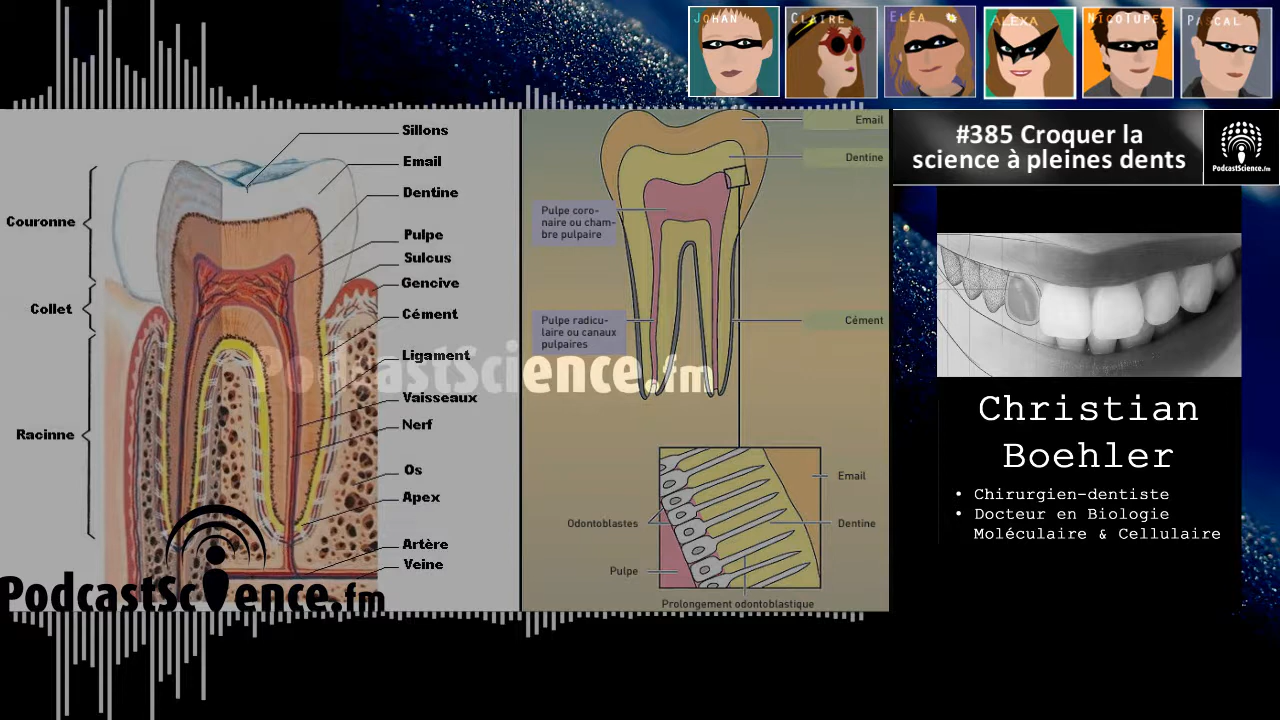 JOHAN
CLAIRE
ELÉA
ALEXA
NICOTUPE
PASCAL
#385 Croquer la
science à pleines dents
PodcastScience.fm
Sillons
Email
Dentine
Pulpe
Sulcus
Gencive
Cément
Ligament
Vaisseaux
Nerf
Os
Apex
Artère
Veine
Couronne
Collet
Racinne
PodcastScience.fm
PodcastScience.fm
Email
Dentine
Pulpe coro-
naire ou cham-
bre pulpaire
Pulpe radicu-
laire ou canaux
pulpaires
Cément
Email
Odontoblastes
Dentine
Pulpe
Prolongement odontoblastique
Christian
Boehler
• Chirurgien-dentiste
• Docteur en Biologie
Moléculaire & Cellulaire